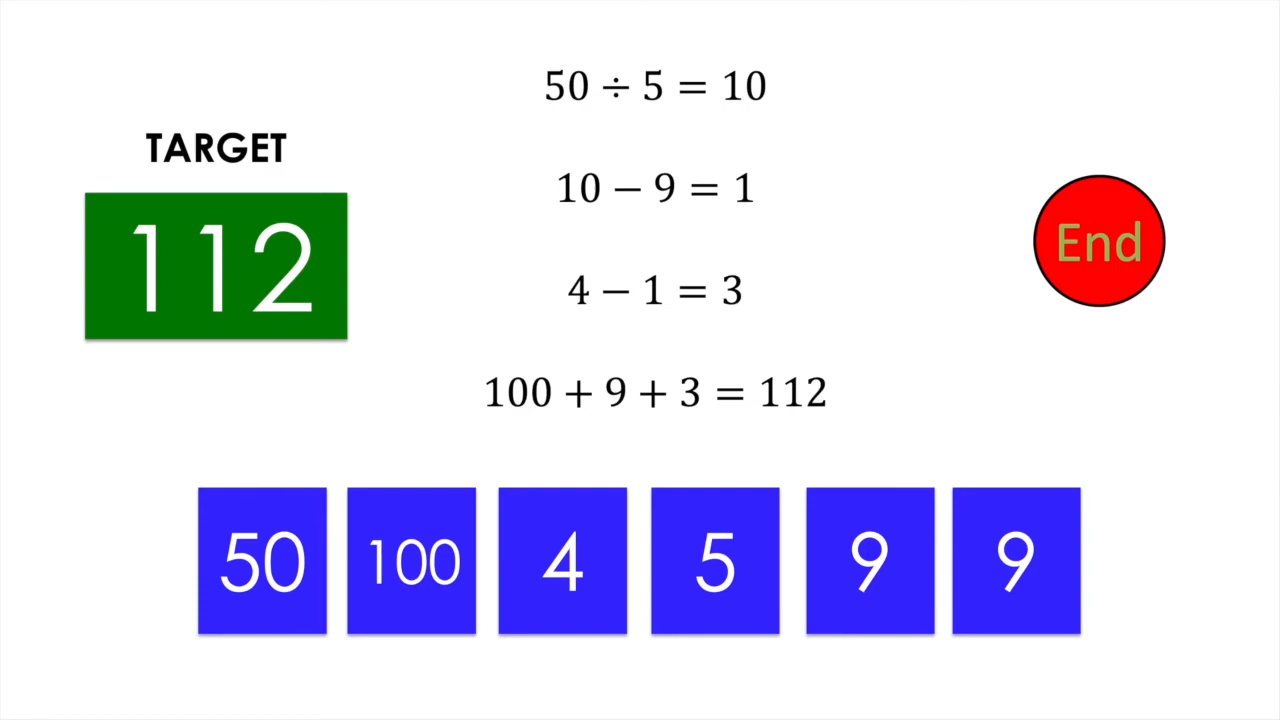 50 ÷ 5 = 10
TARGET
10 − 9 = 1
112
End
4 − 1 = 3
100 + 9 + 3 = 112
50 100 4 5 9 9